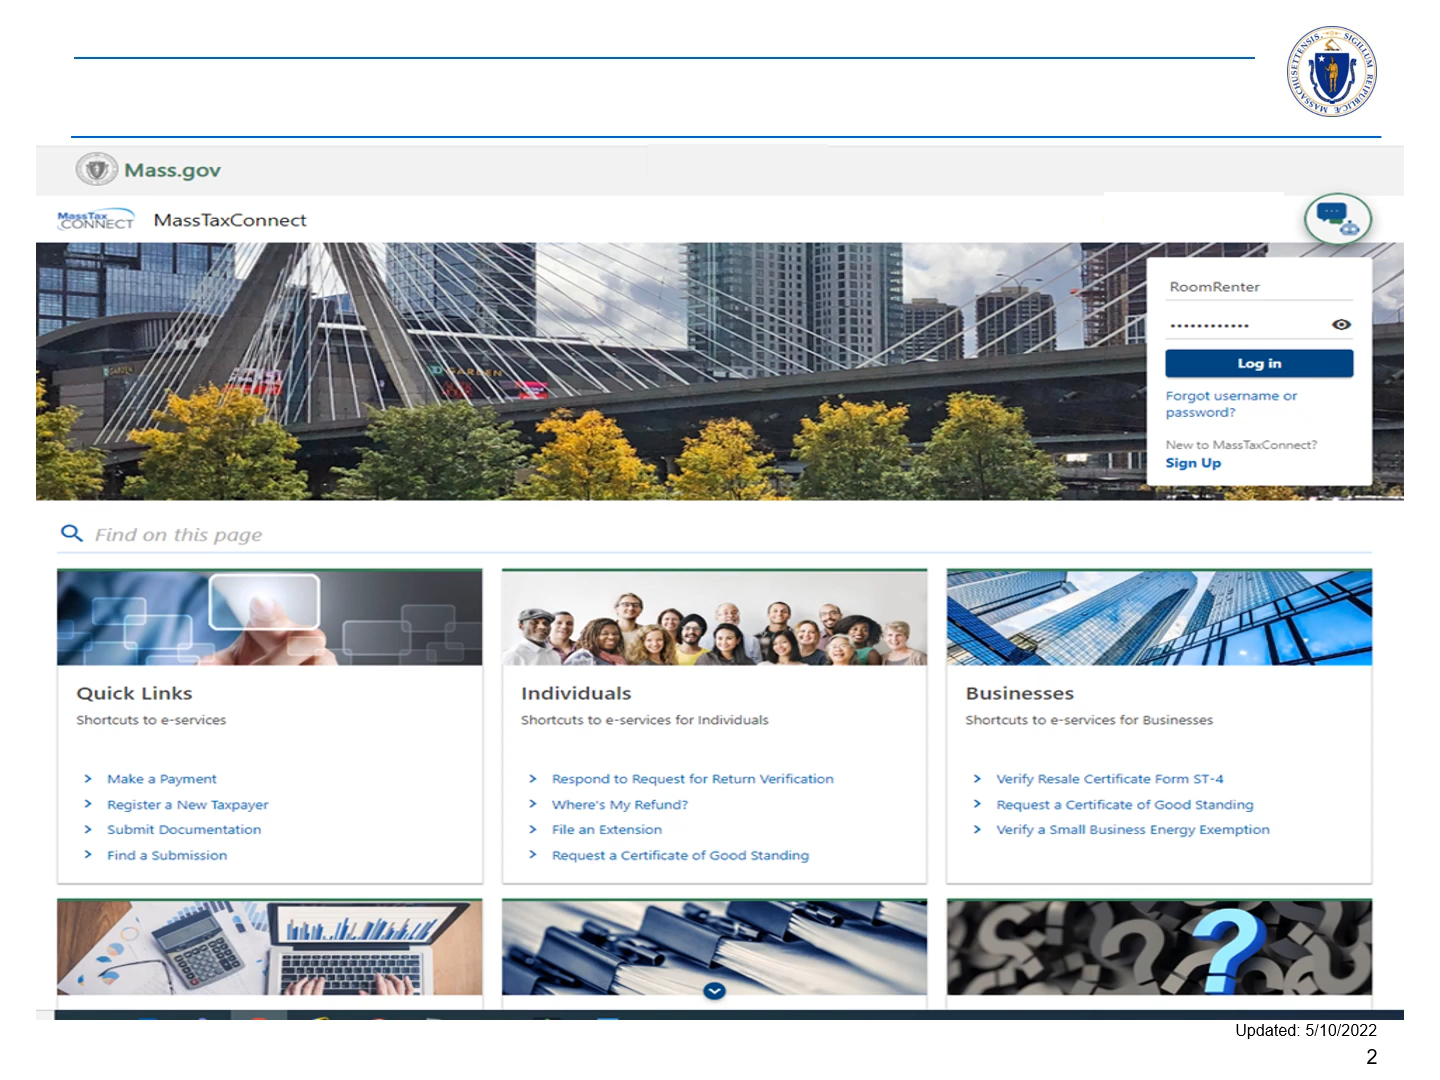 MASSACHUSETTENSIS. SIGILLUM REIPUBLICÆ
Mass.gov
MassTax
CONNECT
MassTaxConnect
GARDEN
RoomRenter
Log in
Forgot username or
password?
New to MassTaxConnect?
Sign Up
Find on this page
Quick Links
Shortcuts to e-services
> Make a Payment
> Register a New Taxpayer
> Submit Documentation
> Find a Submission
Individuals
Shortcuts to e-services for Individuals
> Respond to Request for Return Verification
> Where's My Refund?
> File an Extension
> Request a Certificate of Good Standing
Businesses
Shortcuts to e-services for Businesses
> Verify Resale Certificate Form ST-4
> Request a Certificate of Good Standing
> Verify a Small Business Energy Exemption
?
Updated: 5/10/2022
2